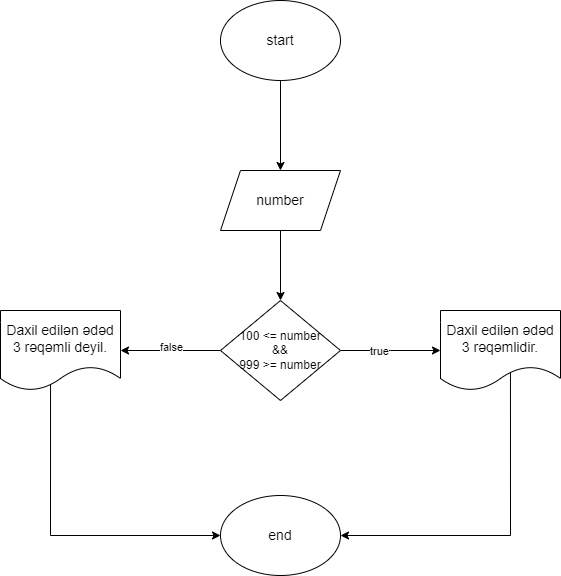 start
number
100 <= number
&&
999 >= number
false
true
Daxil edilən ədəd
3 rəqəmli deyil.
Daxil edilən ədəd
3 rəqəmlidir.
end